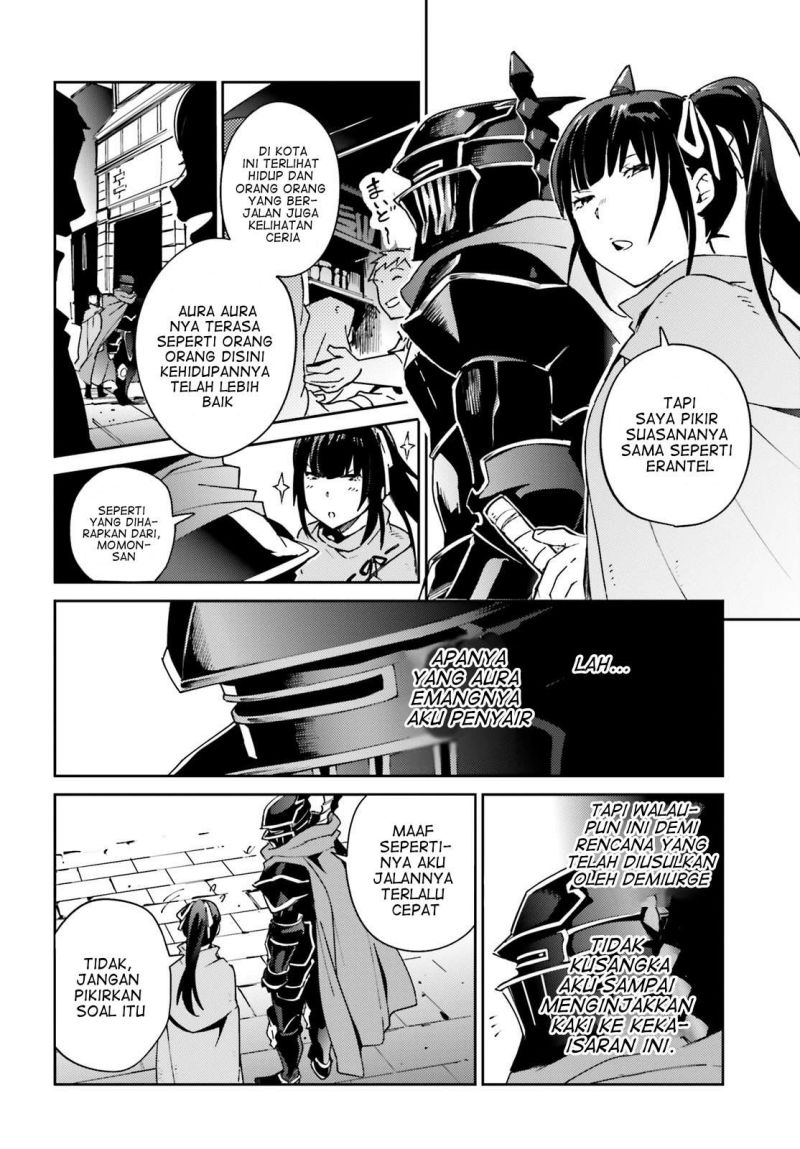 TAPI
SAYA PIKIR
SUASANANYA
SAMA SEPERTI
ERANTEL
まいど~
DI KOTA
INI TERLIHAT
HIDUP DAN
ORANG ORANG
YANG BER-
JALAN JUGA
KELIHATAN
CERIA
AURA AURA
NYA TERASA
SEPERTI ORANG
ORANG DISINI
KEHIDUPANNYA
TELAH LEBIH
BAIK
SEPERTI
YANG DIHA-
RAPKAN DARI,
MOMON-
SAN
LAH...
APANYA
YANG AURA
EMANGNYA
AKU PENYAIR
TAPI WALAU-
PUN INI DEMI
RENCANA YANG
TELAH DIUSULKAN
OLEH DEMIURGE
TIDAK
KUSANGKA
AKU SAMPAI
MENGINJAKKAN
KAKI KE KEKA-
ISARAN INI.
MAAF
SEPERTI-
NYA AKU
JALANNYA
TERLALU
CEPAT
TIDAK,
JANGAN
PIKIRKAN
SOAL ITU